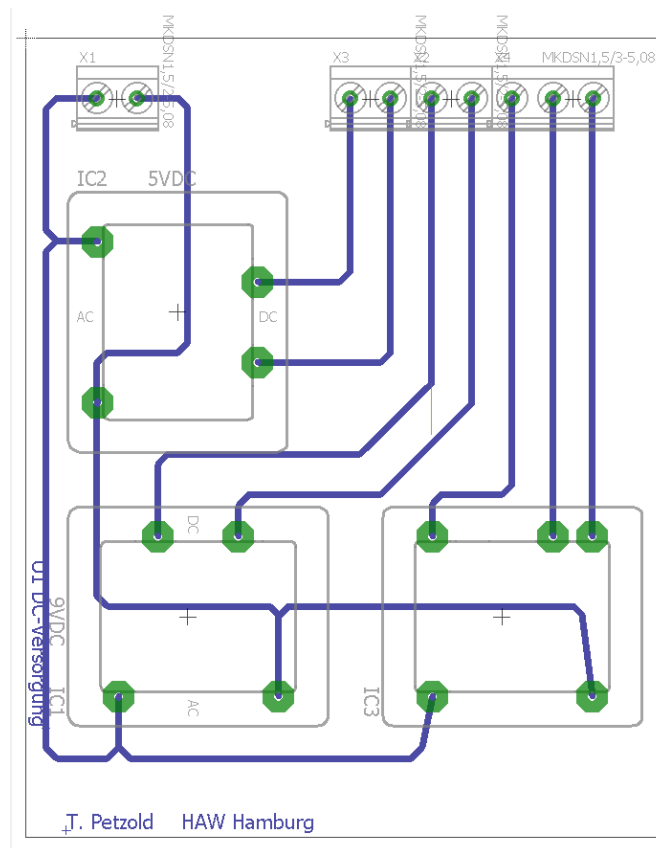 X1
X3
MKDSN1,5/3-5,08
IC2
5VDC
AC
DC
DC
9VDC
IC1
AC
IC3
DC-Versorgung
T. Petzold HAW Hamburg